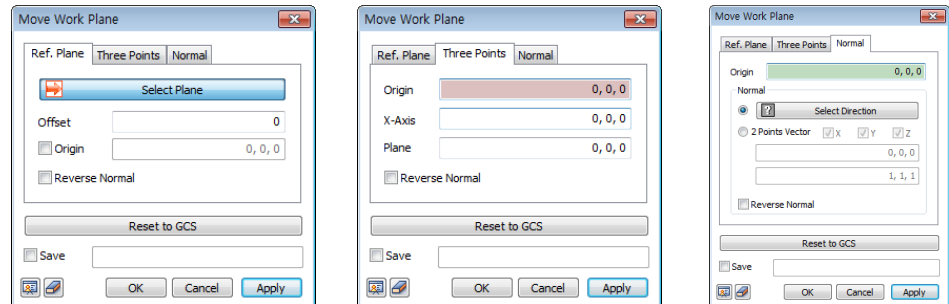 Move Work Plane
Ref. Plane Three Points Normal
Select Plane
Offset 0
Origin 0, 0, 0
Reverse Normal
Reset to GCS
Save
OK Cancel Apply
Move Work Plane
Ref. Plane Three Points Normal
Origin 0, 0, 0
X-Axis 0, 0, 0
Plane 0, 0, 0
Reverse Normal
Reset to GCS
Save
OK Cancel Apply
Move Work Plane
Ref. Plane Three Points Normal
Origin 0, 0, 0
Normal
? Select Direction
2 Points Vector X Y Z
0, 0, 0
1, 1, 1
Reverse Normal
Reset to GCS
Save
OK Cancel Apply